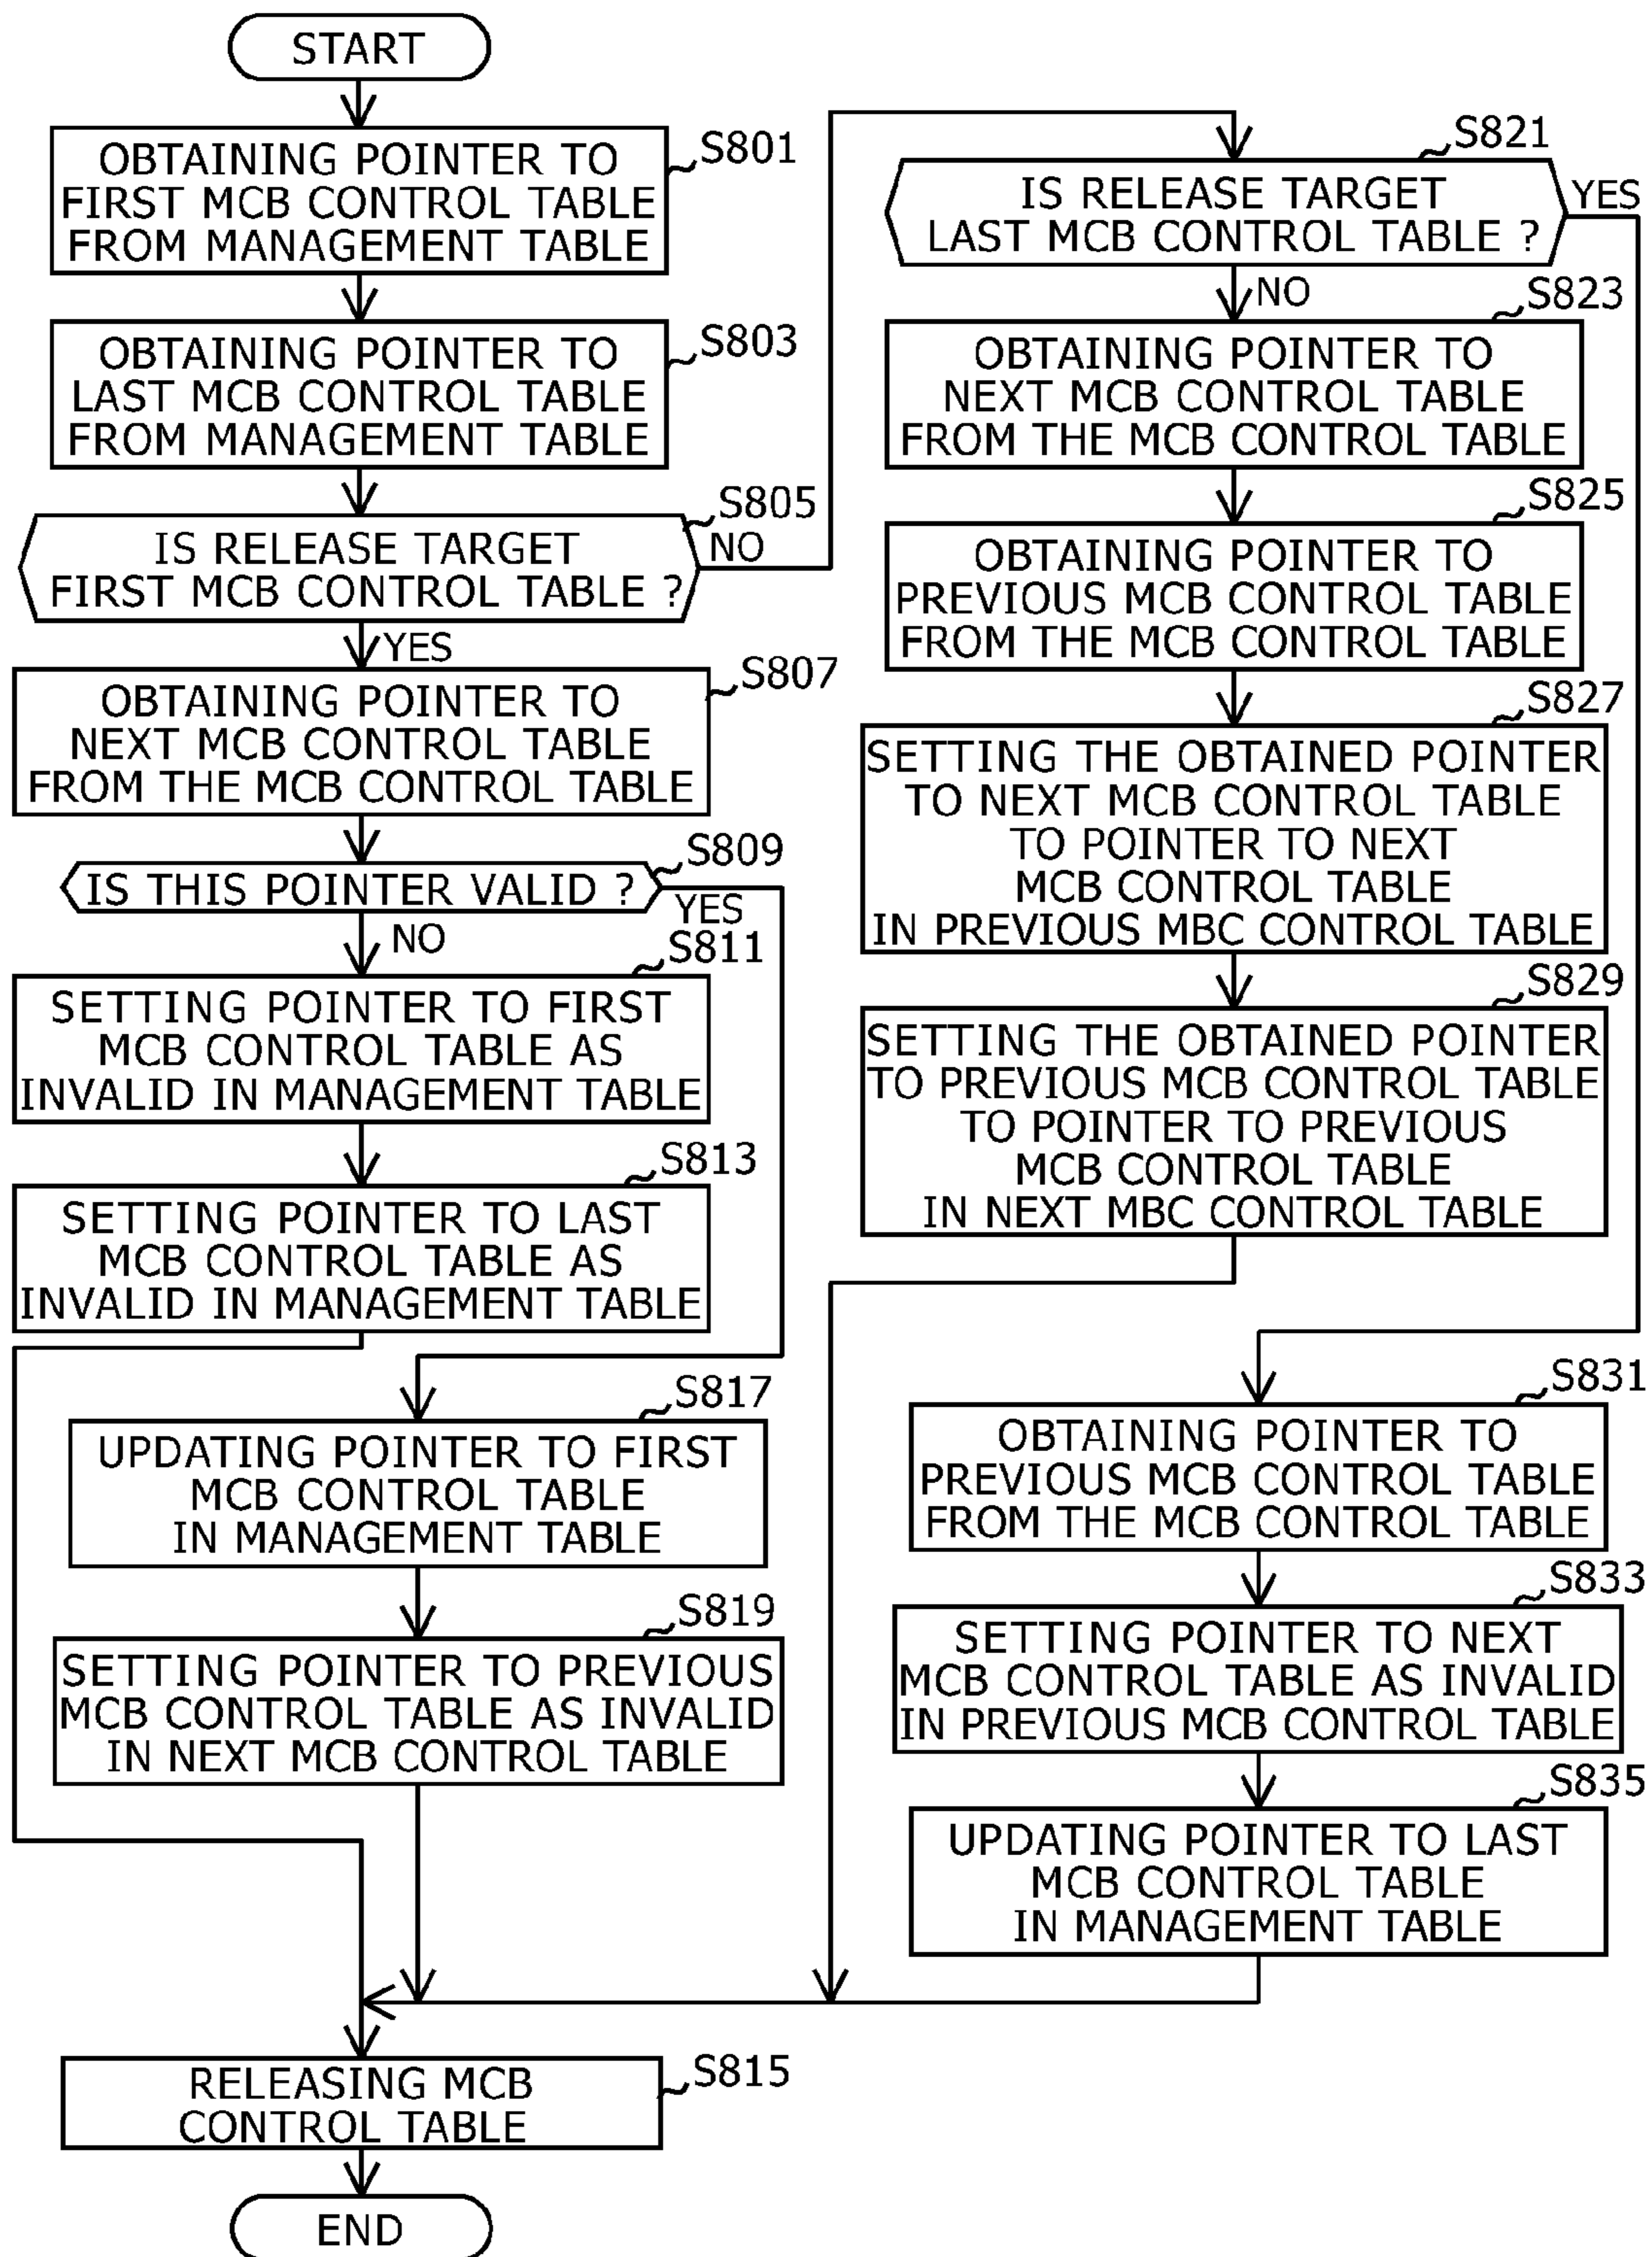 START
S801
OBTAINING POINTER TO
FIRST MCB CONTROL TABLE
FROM MANAGEMENT TABLE
S803
OBTAINING POINTER TO
LAST MCB CONTROL TABLE
FROM MANAGEMENT TABLE
S805
IS RELEASE TARGET
FIRST MCB CONTROL TABLE ?
NO
YES
S807
OBTAINING POINTER TO
NEXT MCB CONTROL TABLE
FROM THE MCB CONTROL TABLE
S809
IS THIS POINTER VALID ?
YES
NO
S811
SETTING POINTER TO FIRST
MCB CONTROL TABLE AS
INVALID IN MANAGEMENT TABLE
S813
SETTING POINTER TO LAST
MCB CONTROL TABLE AS
INVALID IN MANAGEMENT TABLE
S817
UPDATING POINTER TO FIRST
MCB CONTROL TABLE
IN MANAGEMENT TABLE
S819
SETTING POINTER TO PREVIOUS
MCB CONTROL TABLE AS INVALID
IN NEXT MCB CONTROL TABLE
S821
IS RELEASE TARGET
LAST MCB CONTROL TABLE ?
YES
NO
S823
OBTAINING POINTER TO
NEXT MCB CONTROL TABLE
FROM THE MCB CONTROL TABLE
S825
OBTAINING POINTER TO
PREVIOUS MCB CONTROL TABLE
FROM THE MCB CONTROL TABLE
S827
SETTING THE OBTAINED POINTER
TO NEXT MCB CONTROL TABLE
TO POINTER TO NEXT
MCB CONTROL TABLE
IN PREVIOUS MBC CONTROL TABLE
S829
SETTING THE OBTAINED POINTER
TO PREVIOUS MCB CONTROL TABLE
TO POINTER TO PREVIOUS
MCB CONTROL TABLE
IN NEXT MBC CONTROL TABLE
S831
OBTAINING POINTER TO
PREVIOUS MCB CONTROL TABLE
FROM THE MCB CONTROL TABLE
S833
SETTING POINTER TO NEXT
MCB CONTROL TABLE AS INVALID
IN PREVIOUS MCB CONTROL TABLE
S835
UPDATING POINTER TO LAST
MCB CONTROL TABLE
IN MANAGEMENT TABLE
S815
RELEASING MCB
CONTROL TABLE
END